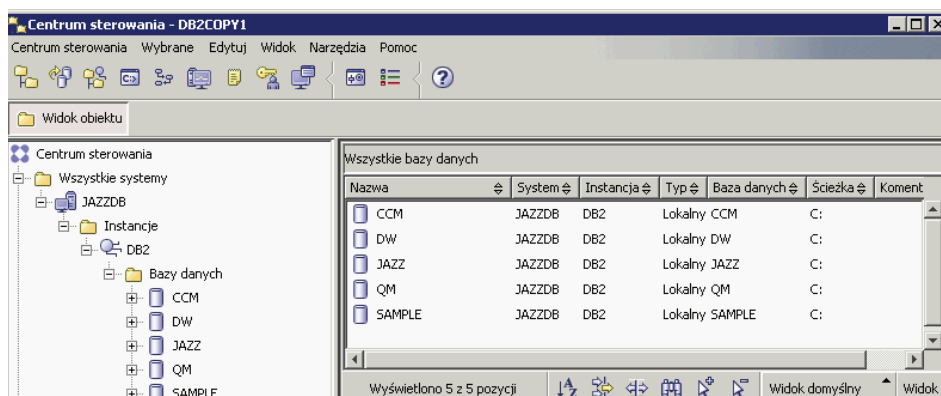 Centrum sterowania - DB2COPY1
Centrum sterowania Wybrane Edytuj Widok Narzędzia Pomoc
Widok obiektu
Centrum sterowania
Wszystkie systemy
JAZZDB
Instancje
DB2
Bazy danych
CCM
DW
JAZZ
QM
SAMPLE
Wszystkie bazy danych
Nazwa System Instancja Typ Baza danych Ścieżka Koment
CCM JAZZDB DB2 Lokalny CCM C:
DW JAZZDB DB2 Lokalny DW C:
JAZZ JAZZDB DB2 Lokalny JAZZ C:
QM JAZZDB DB2 Lokalny QM C:
SAMPLE JAZZDB DB2 Lokalny SAMPLE C:
Wyświetlono 5 z 5 pozycji Widok domyślny Widok